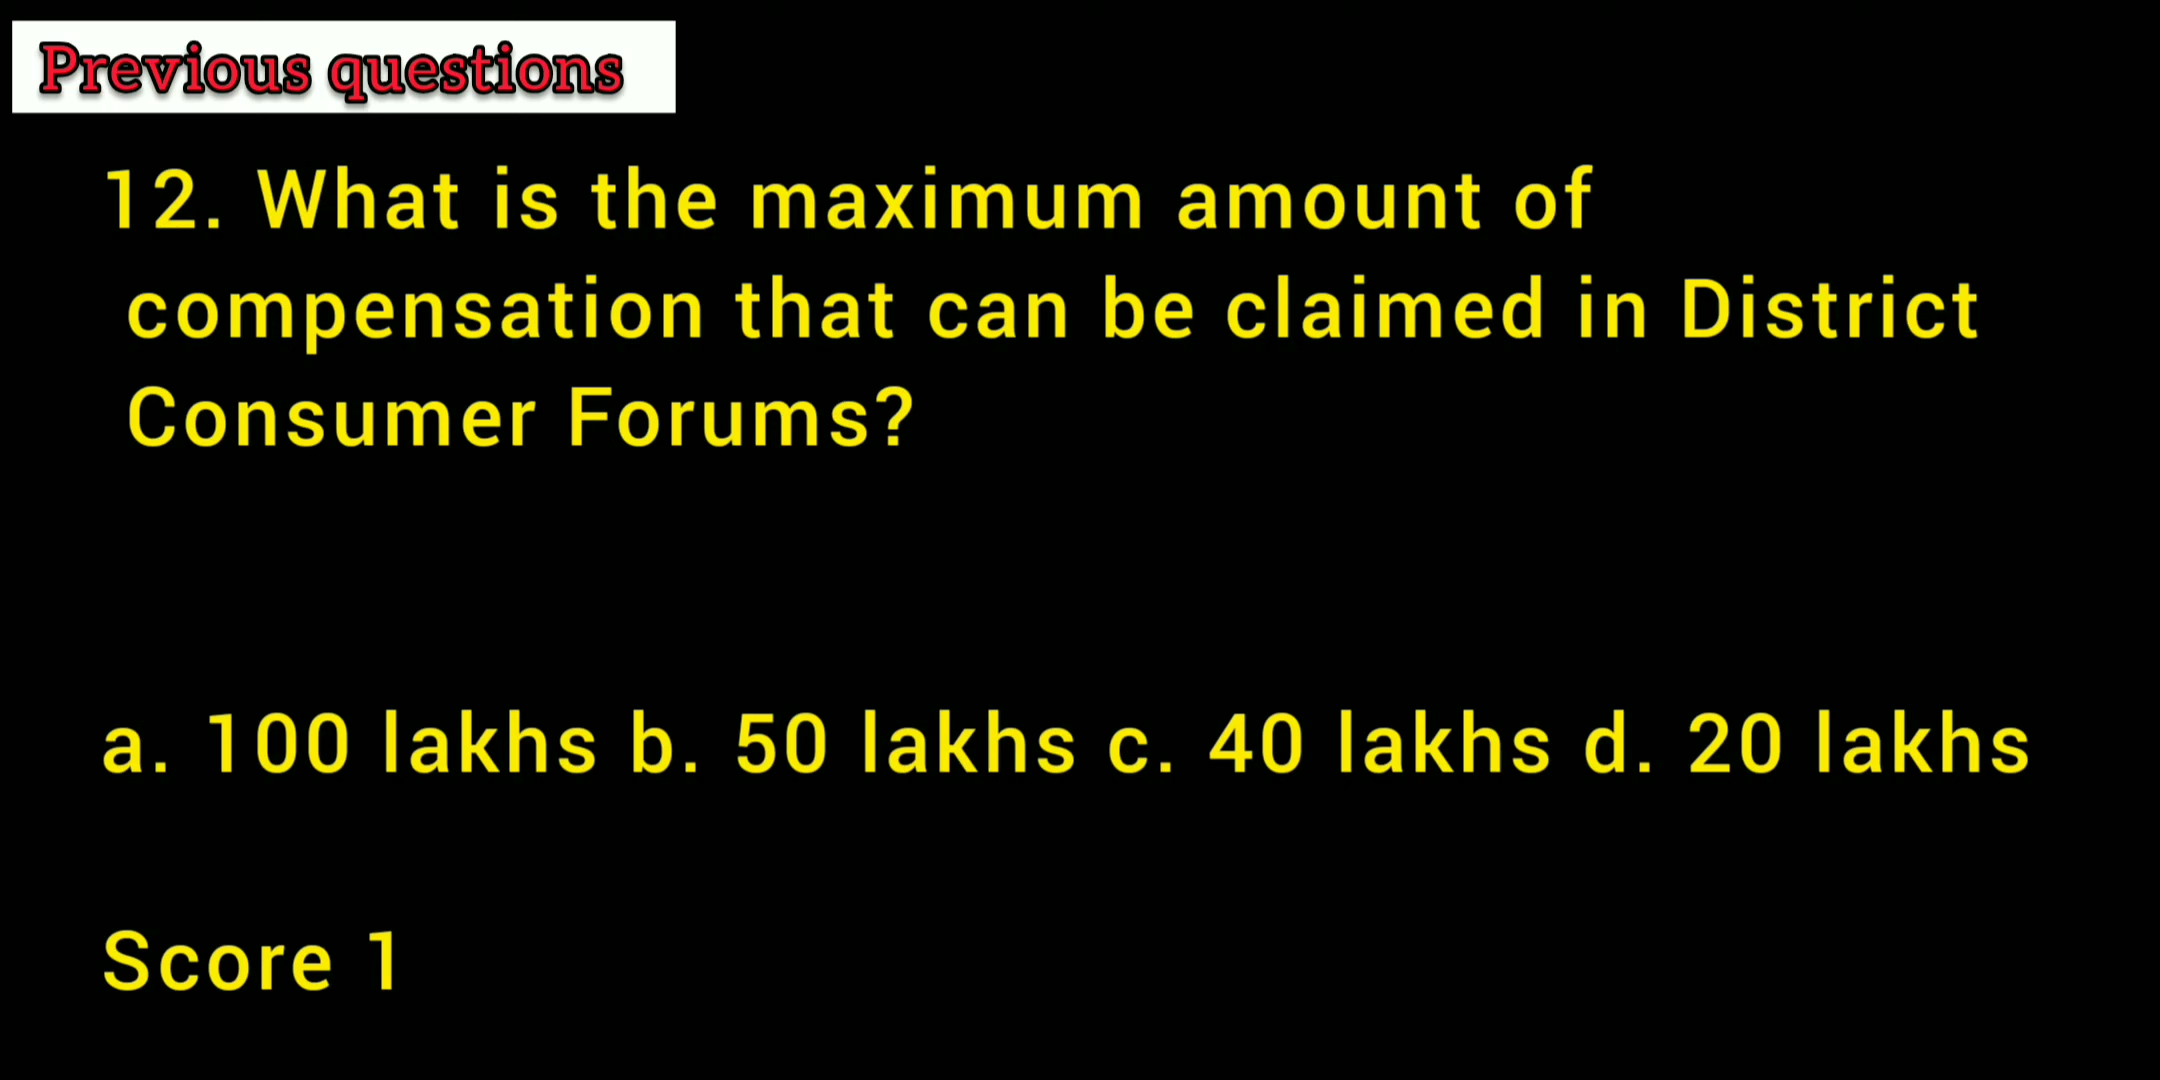 Previous questions
12. What is the maximum amount of
compensation that can be claimed in District
Consumer Forums?
a. 100 lakhs b. 50 lakhs c. 40 lakhs d. 20 lakhs
Score 1